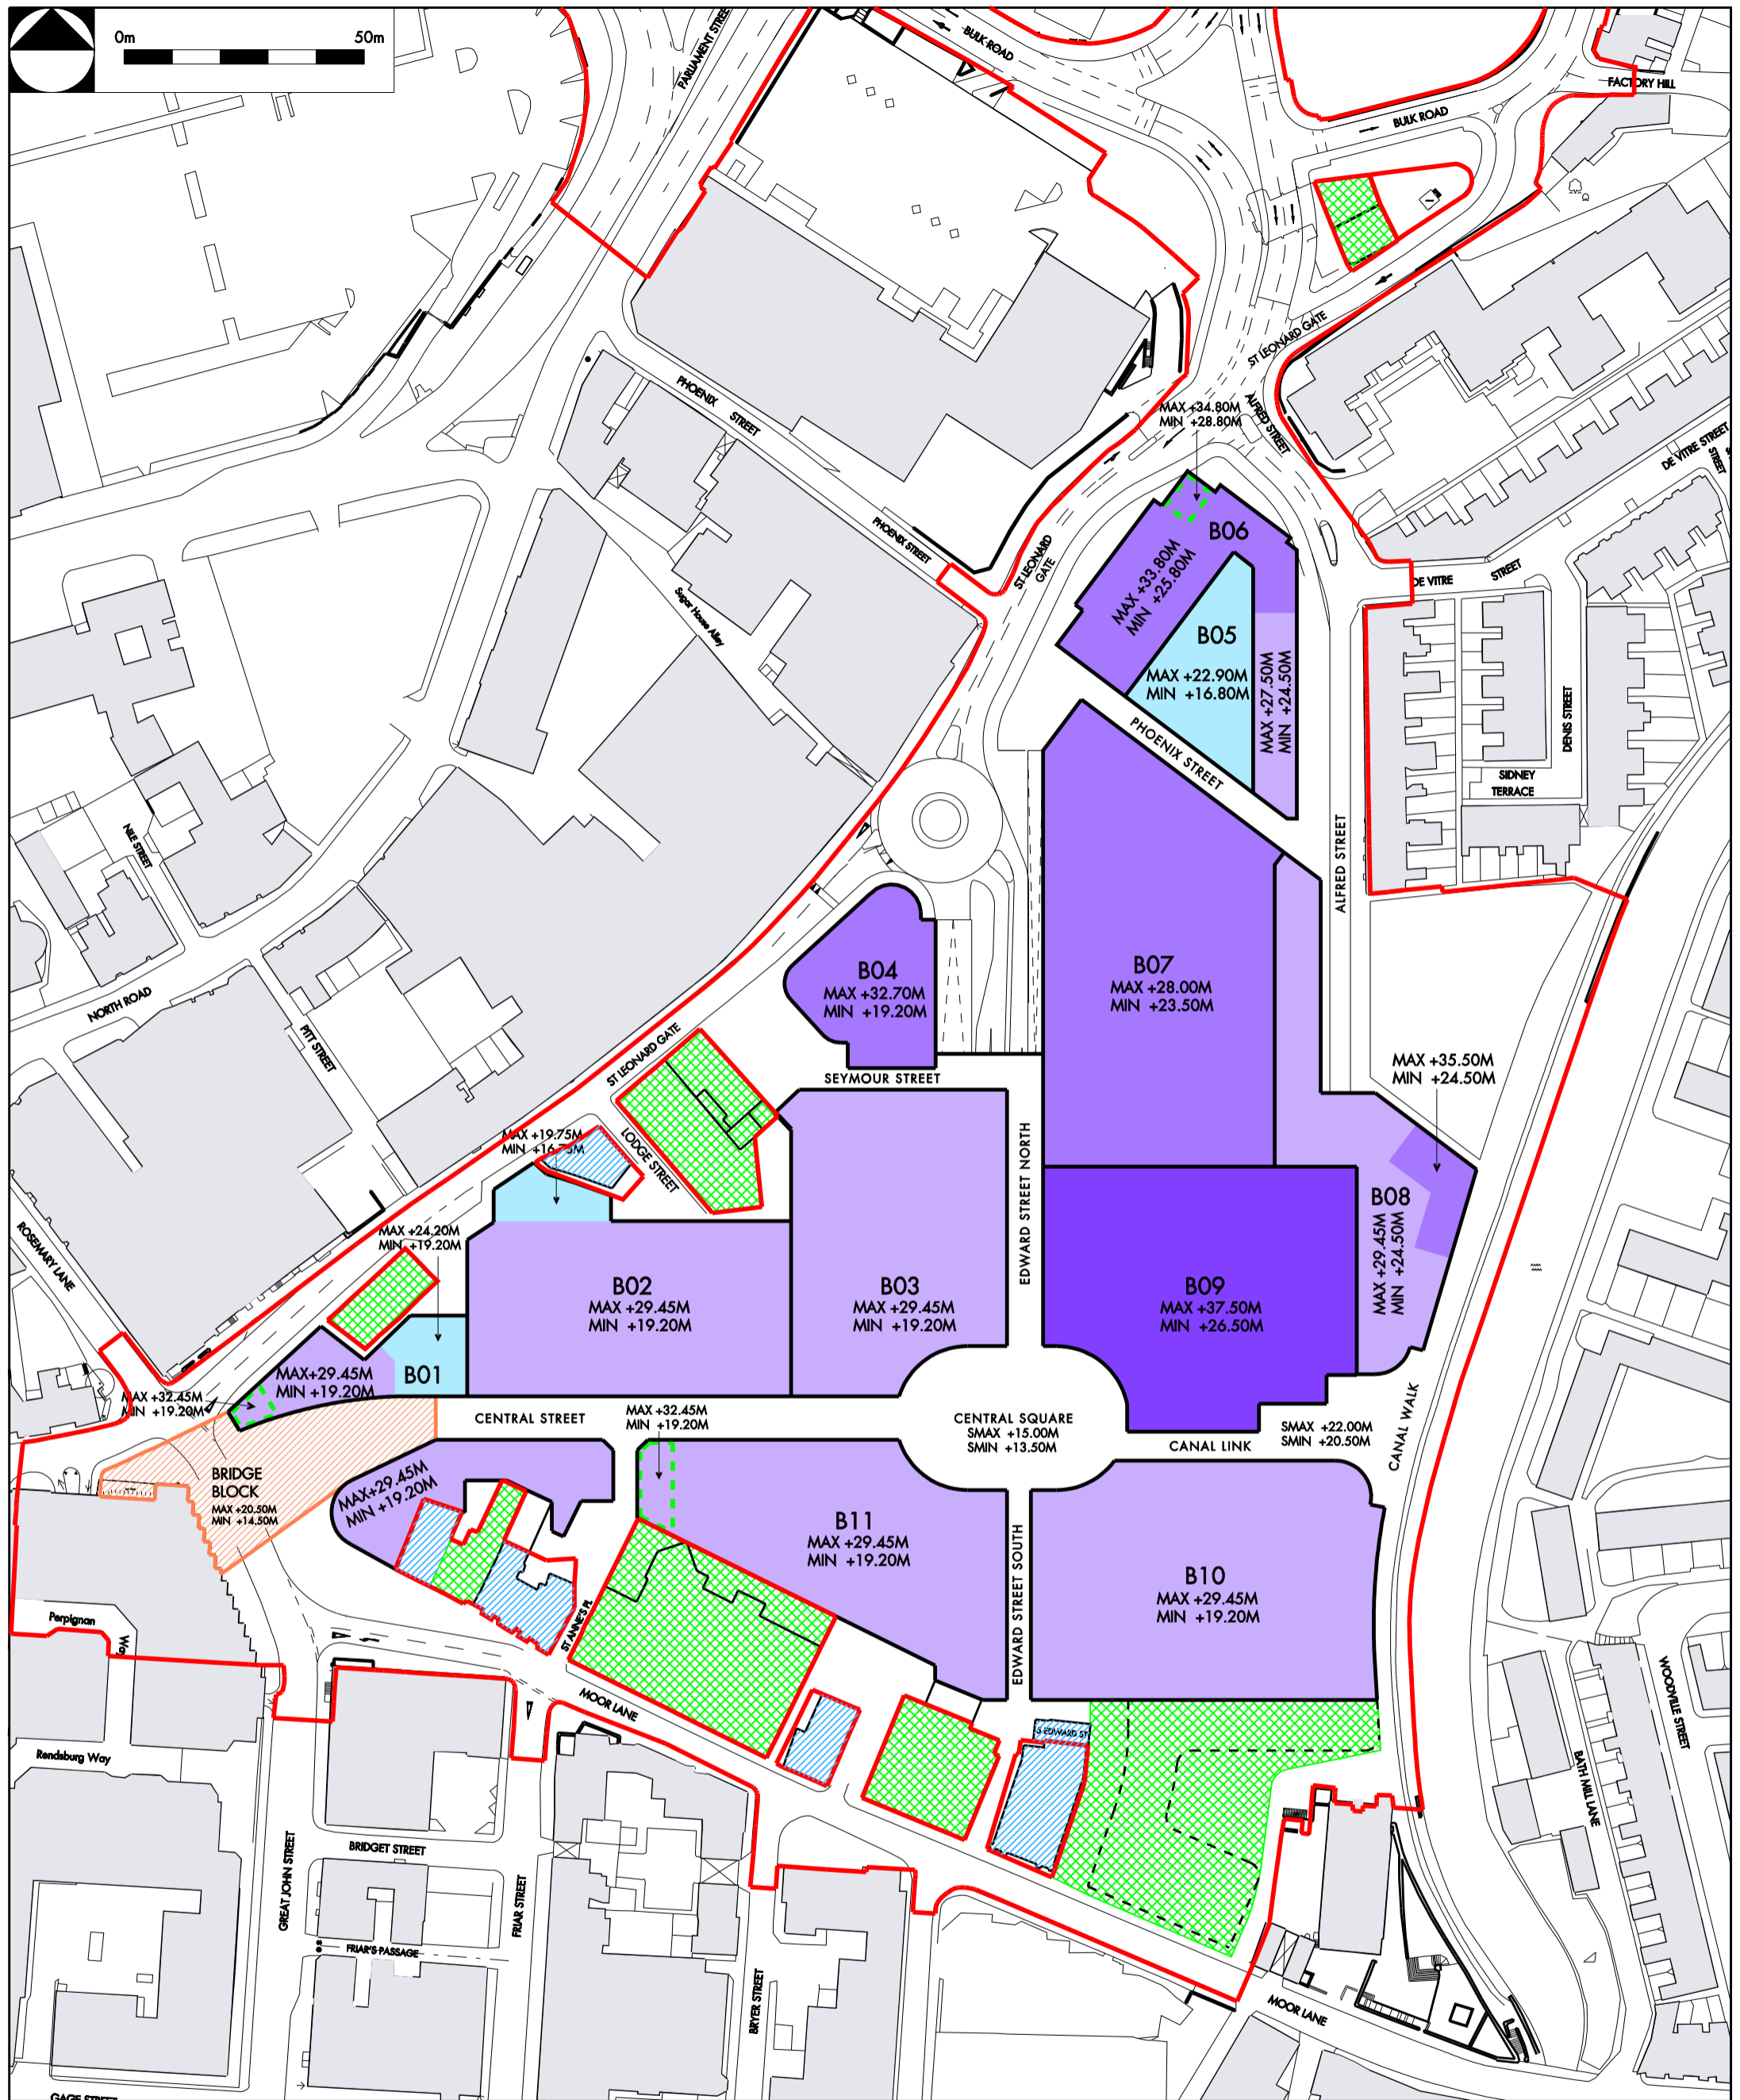 0m
50m
PARLIAMENT STREET
BULK ROAD
FACTORY HILL
BULK ROAD
ST LEONARD GATE
PHOENIX STREET
MAX +34.80M
MIN +28.80M
ALFRED STREET
DE VITRE STREET
STREET
PHOENIX STREET
ST LEONARD
GATE
B06
MAX +33.80M
MIN +25.80M
DE VITRE
STREET
Sugar House Alley
B05
MAX +22.90M
MIN +16.80M
MAX +27.50M
MIN +24.50M
DENIS STREET
PHOENIX STREET
SIDNEY
TERRACE
NILE STREET
ALFRED STREET
B04
MAX +32.70M
MIN +19.20M
B07
MAX +28.00M
MIN +23.50M
NORTH ROAD
PITT STREET
ST LEONARD GATE
MAX +35.50M
MIN +24.50M
SEYMOUR STREET
MAX +19.75M
MIN +16.75M
LODGE STREET
EDWARD STREET NORTH
B08
MAX +29.45M
MIN +24.50M
ROSEMARY LANE
MAX +24.20M
MIN +19.20M
B02
MAX +29.45M
MIN +19.20M
B03
MAX +29.45M
MIN +19.20M
B09
MAX +37.50M
MIN +26.50M
B01
MAX+29.45M
MIN +19.20M
MAX +32.45M
MIN +19.20M
CENTRAL STREET
MAX +32.45M
MIN +19.20M
CENTRAL SQUARE
SMAX +15.00M
SMIN +13.50M
CANAL LINK
SMAX +22.00M
SMIN +20.50M
CANAL WALK
BRIDGE
BLOCK
MAX +20.50M
MIN +14.50M
MAX+29.45M
MIN +19.20M
B11
MAX +29.45M
MIN +19.20M
EDWARD STREET SOUTH
B10
MAX +29.45M
MIN +19.20M
Perpignan
Way
ST ANNE'S PL
MOOR LANE
WOODVILLE STREET
Rendsburg Way
BATH MILL LANE
GREAT JOHN STREET
BRIDGET STREET
FRIAR STREET
FRIAR'S PASSAGE
BRYER STREET
MOOR LANE
GAGE STREET